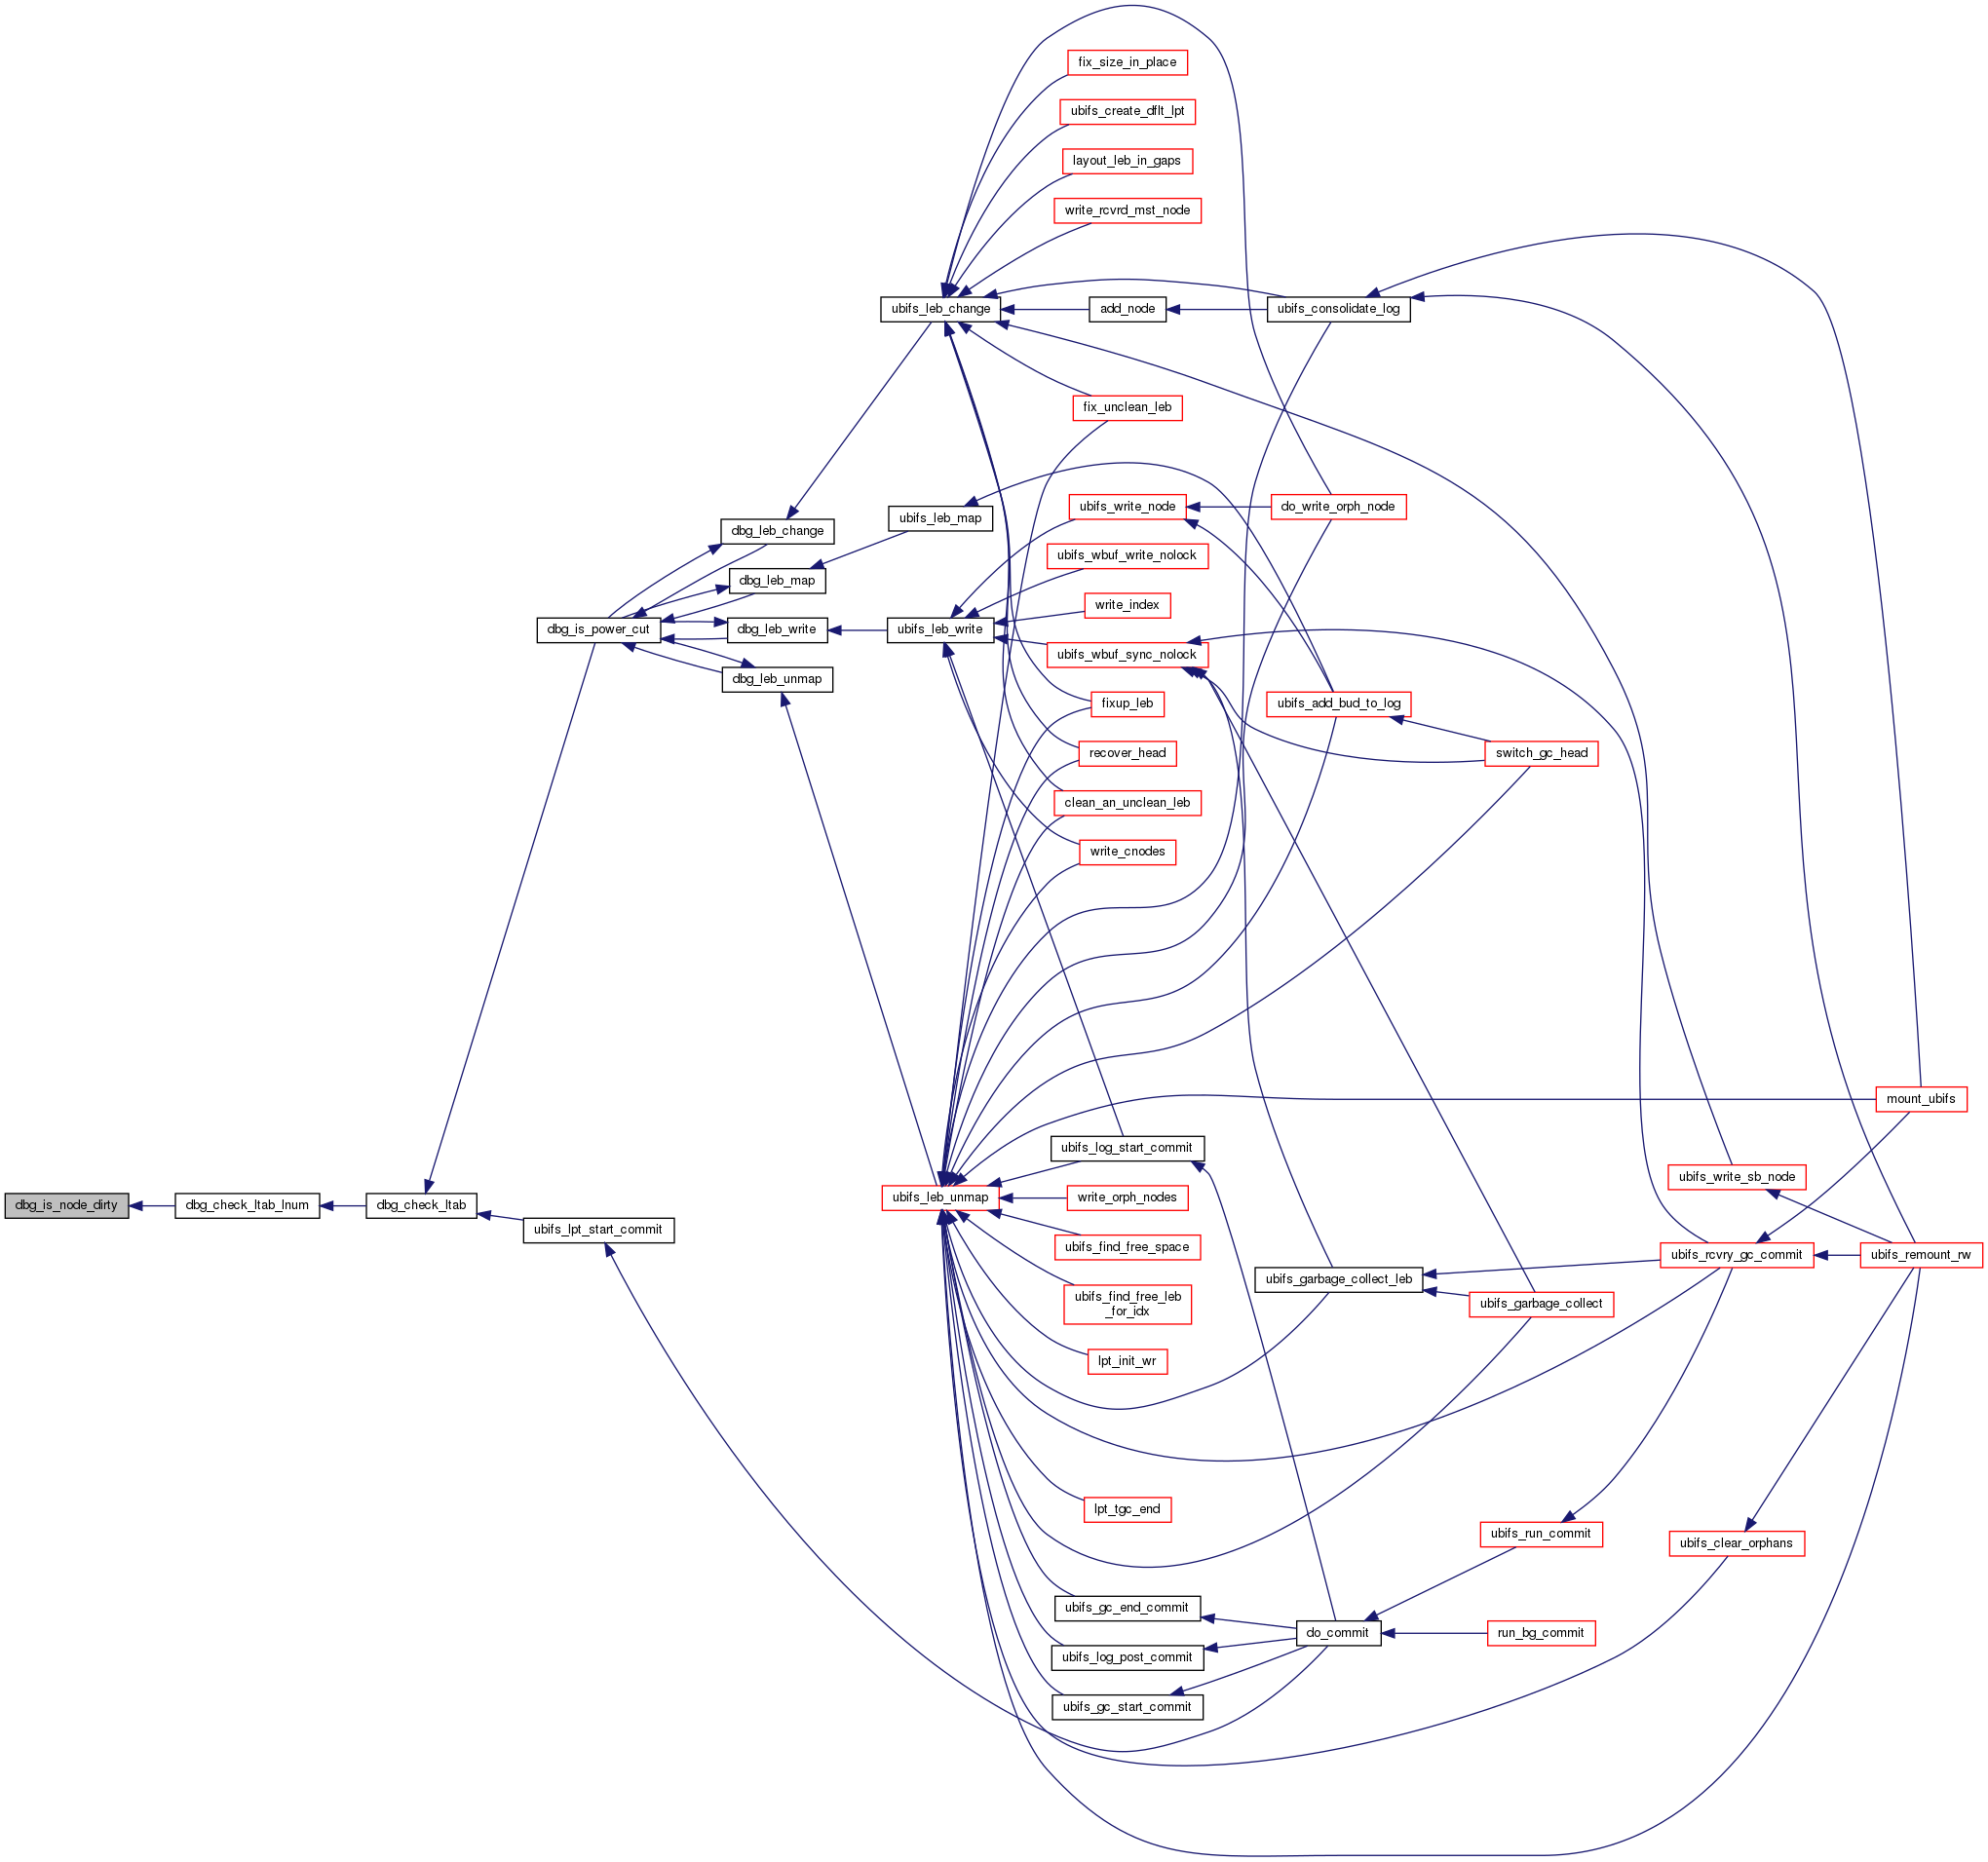 fix_size_in_place
ubifs_create_dflt_lpt
layout_leb_in_gaps
write_rcvrd_mst_node
ubifs_leb_change
add_node
ubifs_consolidate_log
fix_unclean_leb
ubifs_leb_map
ubifs_write_node
do_write_orph_node
dbg_leb_change
ubifs_wbuf_write_nolock
dbg_leb_map
write_index
dbg_is_power_cut
dbg_leb_write
ubifs_leb_write
ubifs_wbuf_sync_nolock
dbg_leb_unmap
fixup_leb
ubifs_add_bud_to_log
recover_head
switch_gc_head
clean_an_unclean_leb
write_cnodes
mount_ubifs
ubifs_log_start_commit
ubifs_write_sb_node
dbg_is_node_dirty
dbg_check_ltab_lnum
dbg_check_ltab
ubifs_leb_unmap
write_orph_nodes
ubifs_lpt_start_commit
ubifs_find_free_space
ubifs_rcvry_gc_commit
ubifs_remount_rw
ubifs_garbage_collect_leb
ubifs_find_free_leb
_for_idx
ubifs_garbage_collect
lpt_init_wr
lpt_tgc_end
ubifs_run_commit
ubifs_clear_orphans
ubifs_gc_end_commit
do_commit
run_bg_commit
ubifs_log_post_commit
ubifs_gc_start_commit